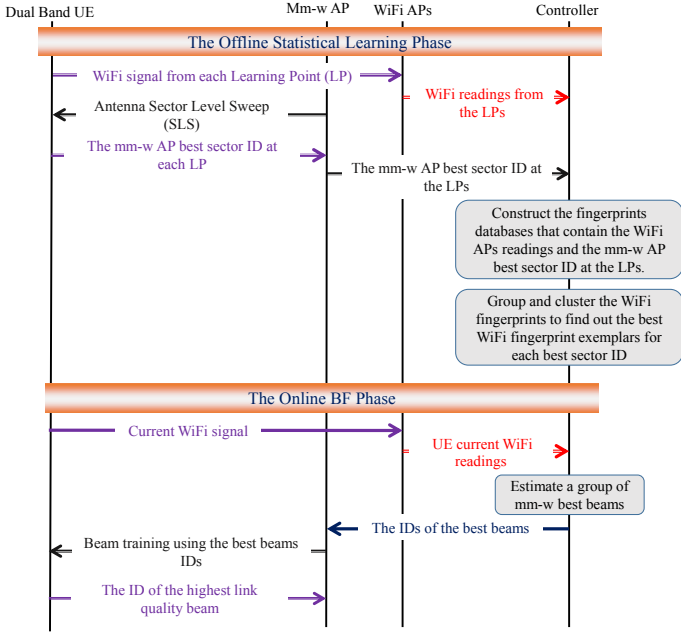 Dual Band UE
Mm-w AP
WiFi APs
Controller
The Offline Statistical Learning Phase
WiFi signal from each Learning Point (LP)
WiFi readings from
the LPs
Antenna Sector Level Sweep
(SLS)
The mm-w AP best sector ID at
each LP
The mm-w AP best sector ID at
the LPs
Construct the fingerprints
databases that contain the WiFi
APs readings and the mm-w AP
best sector ID at the LPs.
Group and cluster the WiFi
fingerprints to find out the best
WiFi fingerprint exemplars for
each best sector ID
The Online BF Phase
Current WiFi signal
UE current WiFi
readings
Estimate a group of
mm-w best beams
The IDs of the best beams
Beam training using the best beams
IDs
The ID of the highest link
quality beam